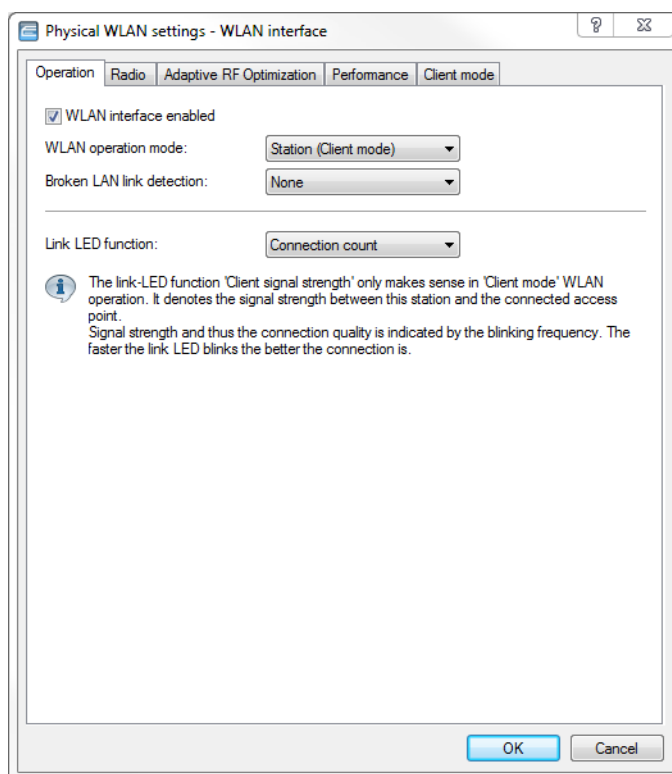 Physical WLAN settings - WLAN interface
Operation Radio Adaptive RF Optimization Performance Client mode
WLAN interface enabled
WLAN operation mode: Station (Client mode)
Broken LAN link detection: None
Link LED function: Connection count
The link-LED function 'Client signal strength' only makes sense in 'Client mode' WLAN
operation. It denotes the signal strength between this station and the connected access
point.
Signal strength and thus the connection quality is indicated by the blinking frequency. The
faster the link LED blinks the better the connection is.
OK Cancel